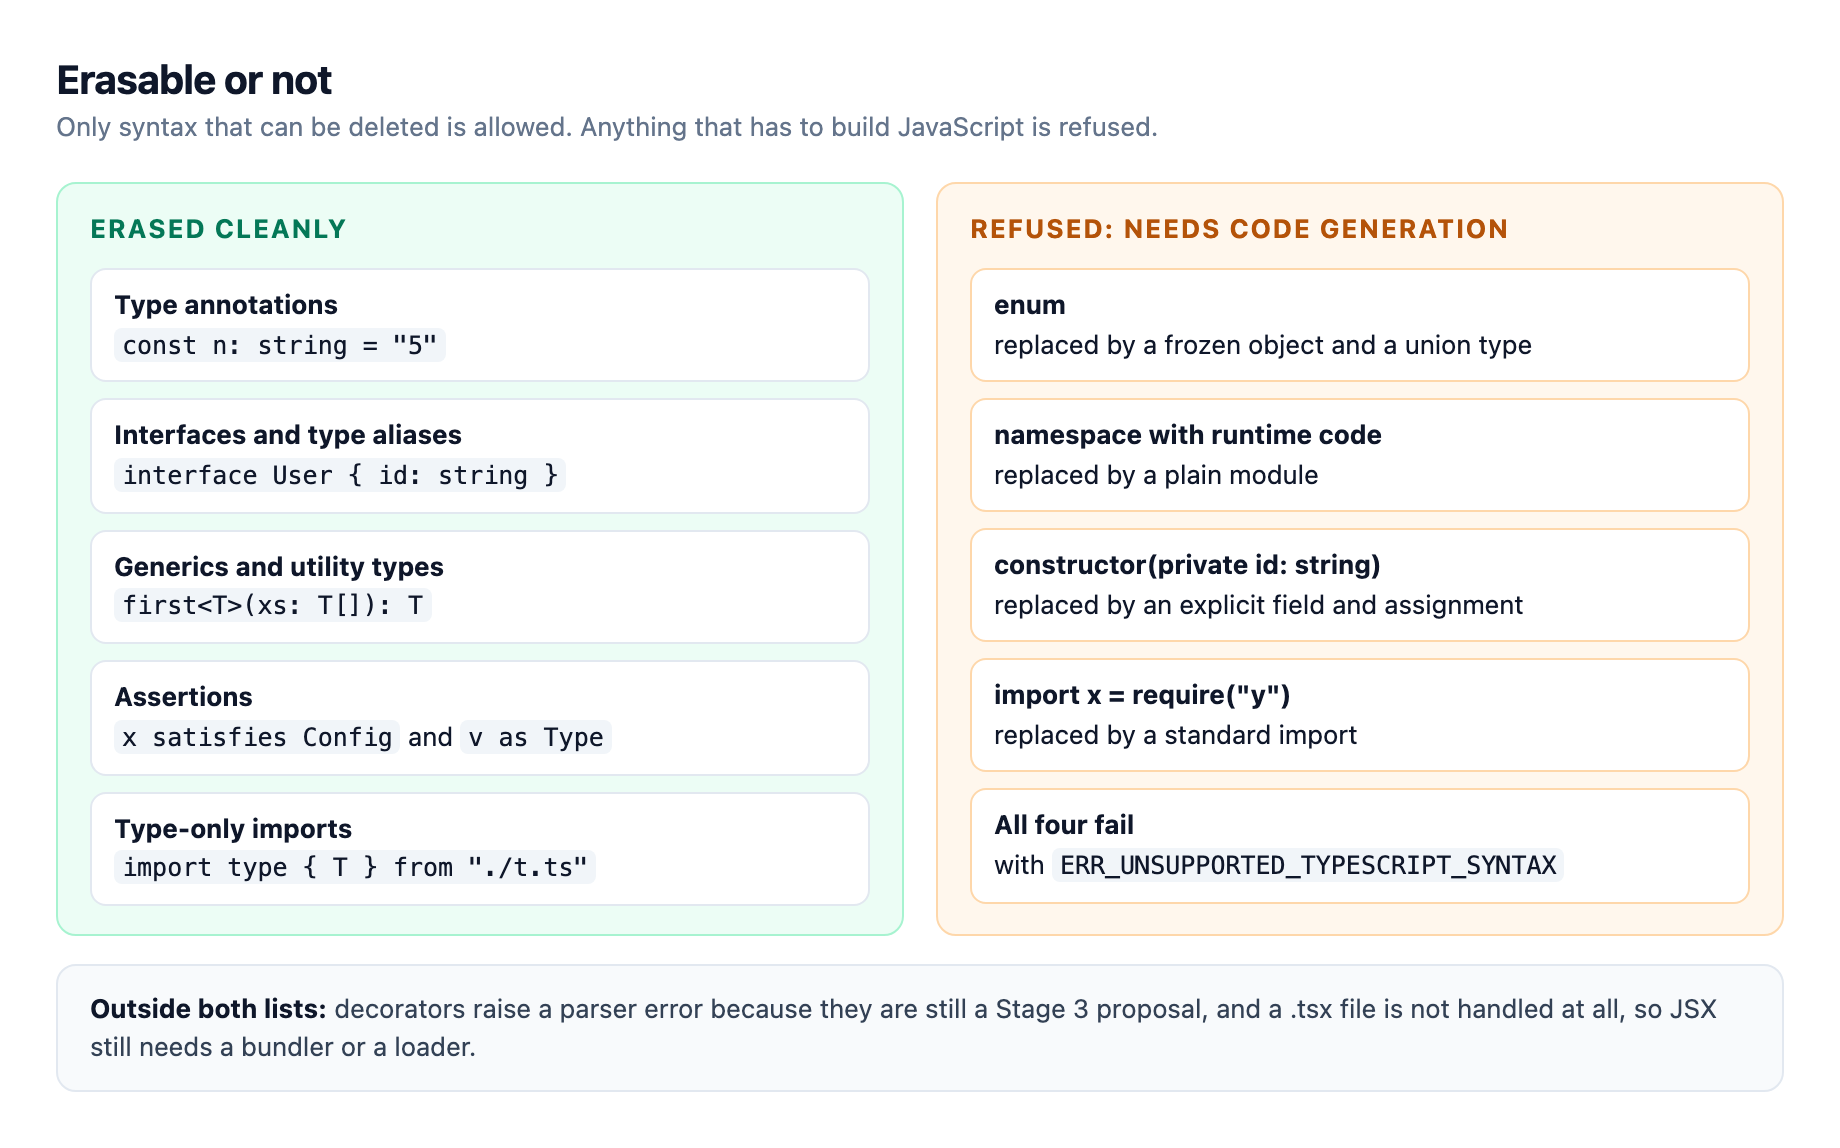 Erasable or not
Only syntax that can be deleted is allowed. Anything that has to build JavaScript is refused.
ERASED CLEANLY
Type annotations
const n: string = "5"
Interfaces and type aliases
interface User { id: string }
Generics and utility types
first<T>(xs: T[]): T
Assertions
x satisfies Config and v as Type
Type-only imports
import type { T } from "./t.ts"
REFUSED: NEEDS CODE GENERATION
enum
replaced by a frozen object and a union type
namespace with runtime code
replaced by a plain module
constructor(private id: string)
replaced by an explicit field and assignment
import x = require("y")
replaced by a standard import
All four fail
with ERR_UNSUPPORTED_TYPESCRIPT_SYNTAX
Outside both lists: decorators raise a parser error because they are still a Stage 3 proposal, and a .tsx file is not handled at all, so JSX
still needs a bundler or a loader.